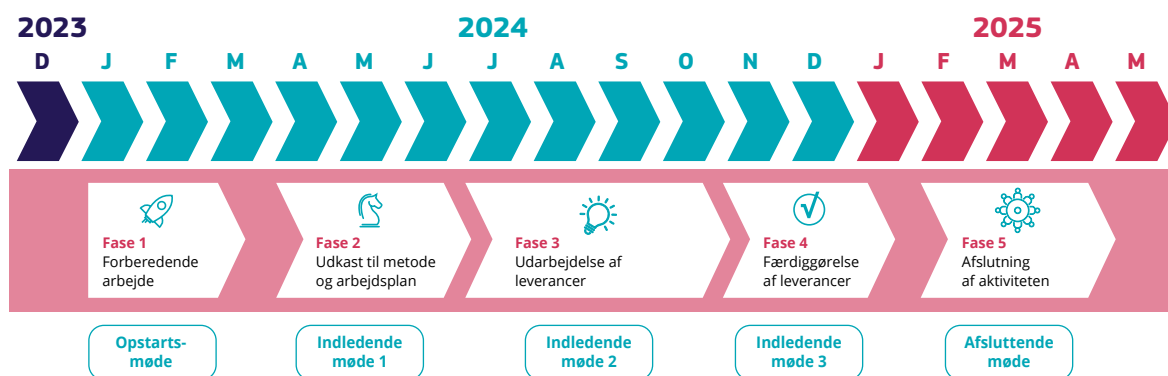 2023 2024 2025
D J F M A M J J A S O N D J F M A M
Fase 1
Forberedende
arbejde
Fase 2
Udkast til metode
og arbejdsplan
Fase 3
Udarbejdelse af
leverancer
Fase 4
Færdiggørelse
af leverancer
Fase 5
Afslutning
af aktiviteten
Opstarts-
møde
Indledende
møde 1
Indledende
møde 2
Indledende
møde 3
Afsluttende
møde